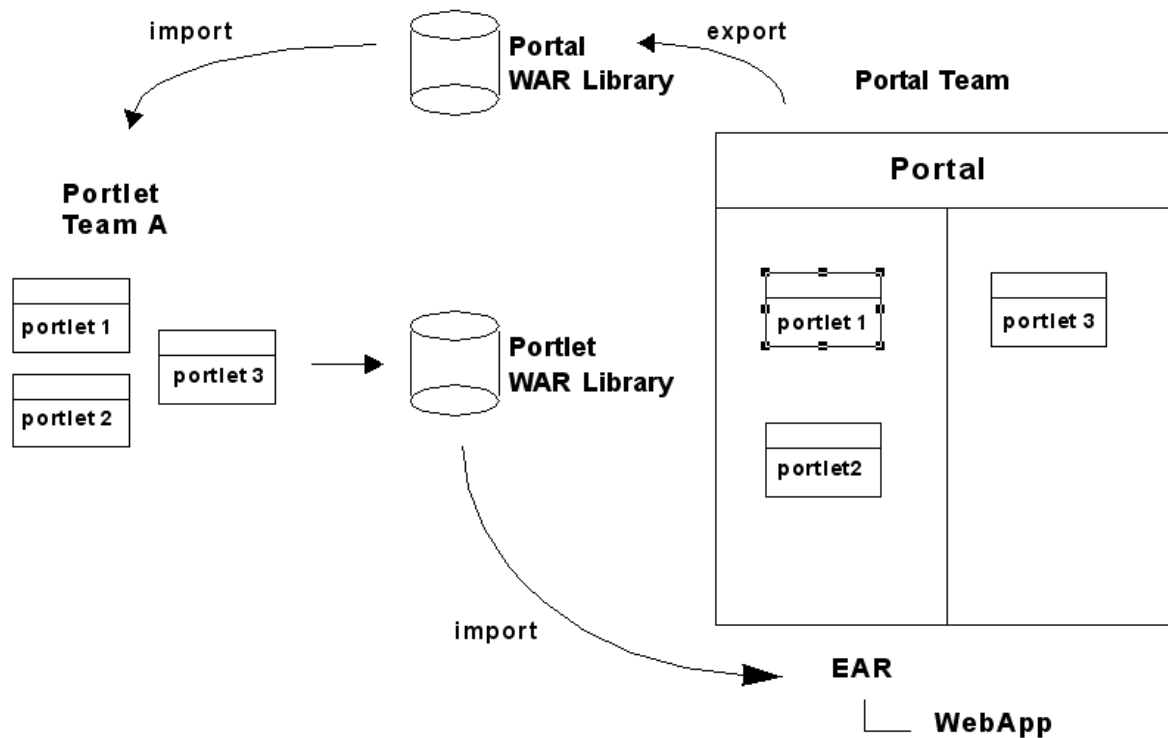 import
Portal
WAR Library
export
Portal Team
Portal
Portlet
Team A
portlet 1
portlet 2
portlet 3
Portlet
WAR Library
portlet 1
portlet 3
portlet2
import
EAR
WebApp